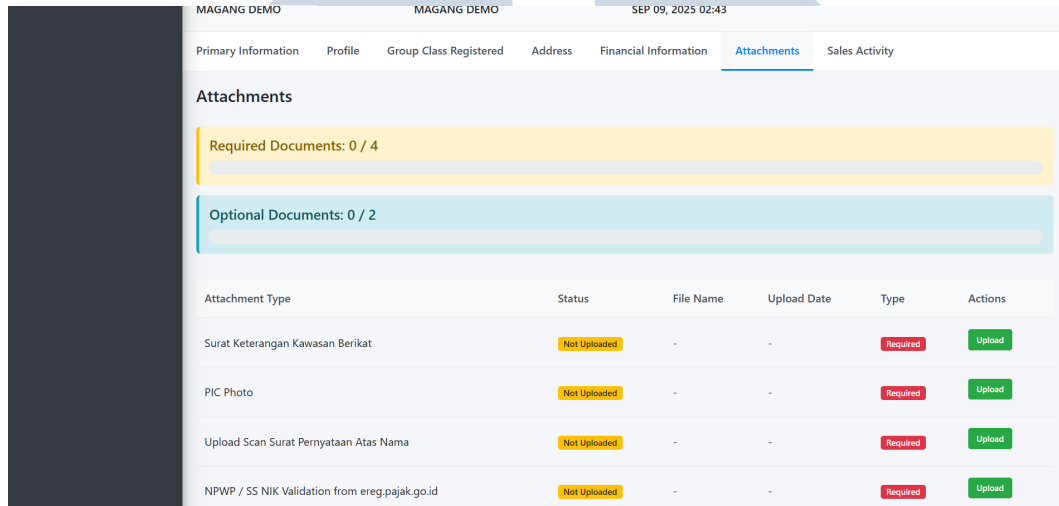 MAGANG DEMO MAGANG DEMO SEP 09, 2025 02:43
Primary Information Profile Group Class Registered Address Financial Information Attachments Sales Activity
Attachments
Required Documents: 0 / 4
Optional Documents: 0 / 2
Attachment Type Status File Name Upload Date Type Actions
Surat Keterangan Kawasan Berikat Not Uploaded - - Required Upload
PIC Photo Not Uploaded - - Required Upload
Upload Scan Surat Pernyataan Atas Nama Not Uploaded - - Required Upload
NPWP / SS NIK Validation from ereg.pajak.go.id Not Uploaded - - Required Upload